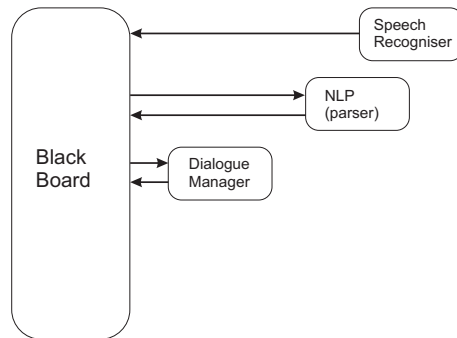 Speech
Recogniser
NLP
(parser)
Black
Board
Dialogue
Manager